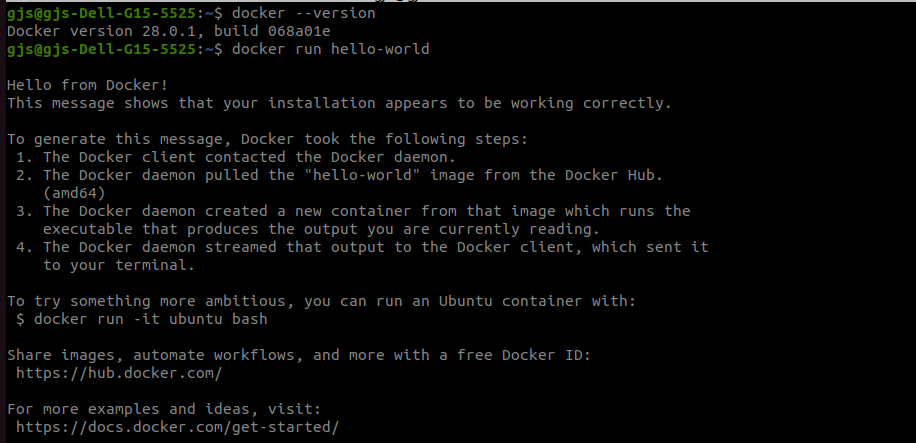 gjs@gjs-Dell-G15-5525:~$ docker --version
Docker version 28.0.1, build 068a01e
gjs@gjs-Dell-G15-5525:~$ docker run hello-world

Hello from Docker!
This message shows that your installation appears to be working correctly.

To generate this message, Docker took the following steps:
 1. The Docker client contacted the Docker daemon.
 2. The Docker daemon pulled the "hello-world" image from the Docker Hub.
    (amd64)
 3. The Docker daemon created a new container from that image which runs the
    executable that produces the output you are currently reading.
 4. The Docker daemon streamed that output to the Docker client, which sent it
    to your terminal.

To try something more ambitious, you can run an Ubuntu container with:
 $ docker run -it ubuntu bash

Share images, automate workflows, and more with a free Docker ID:
 https://hub.docker.com/

For more examples and ideas, visit:
 https://docs.docker.com/get-started/